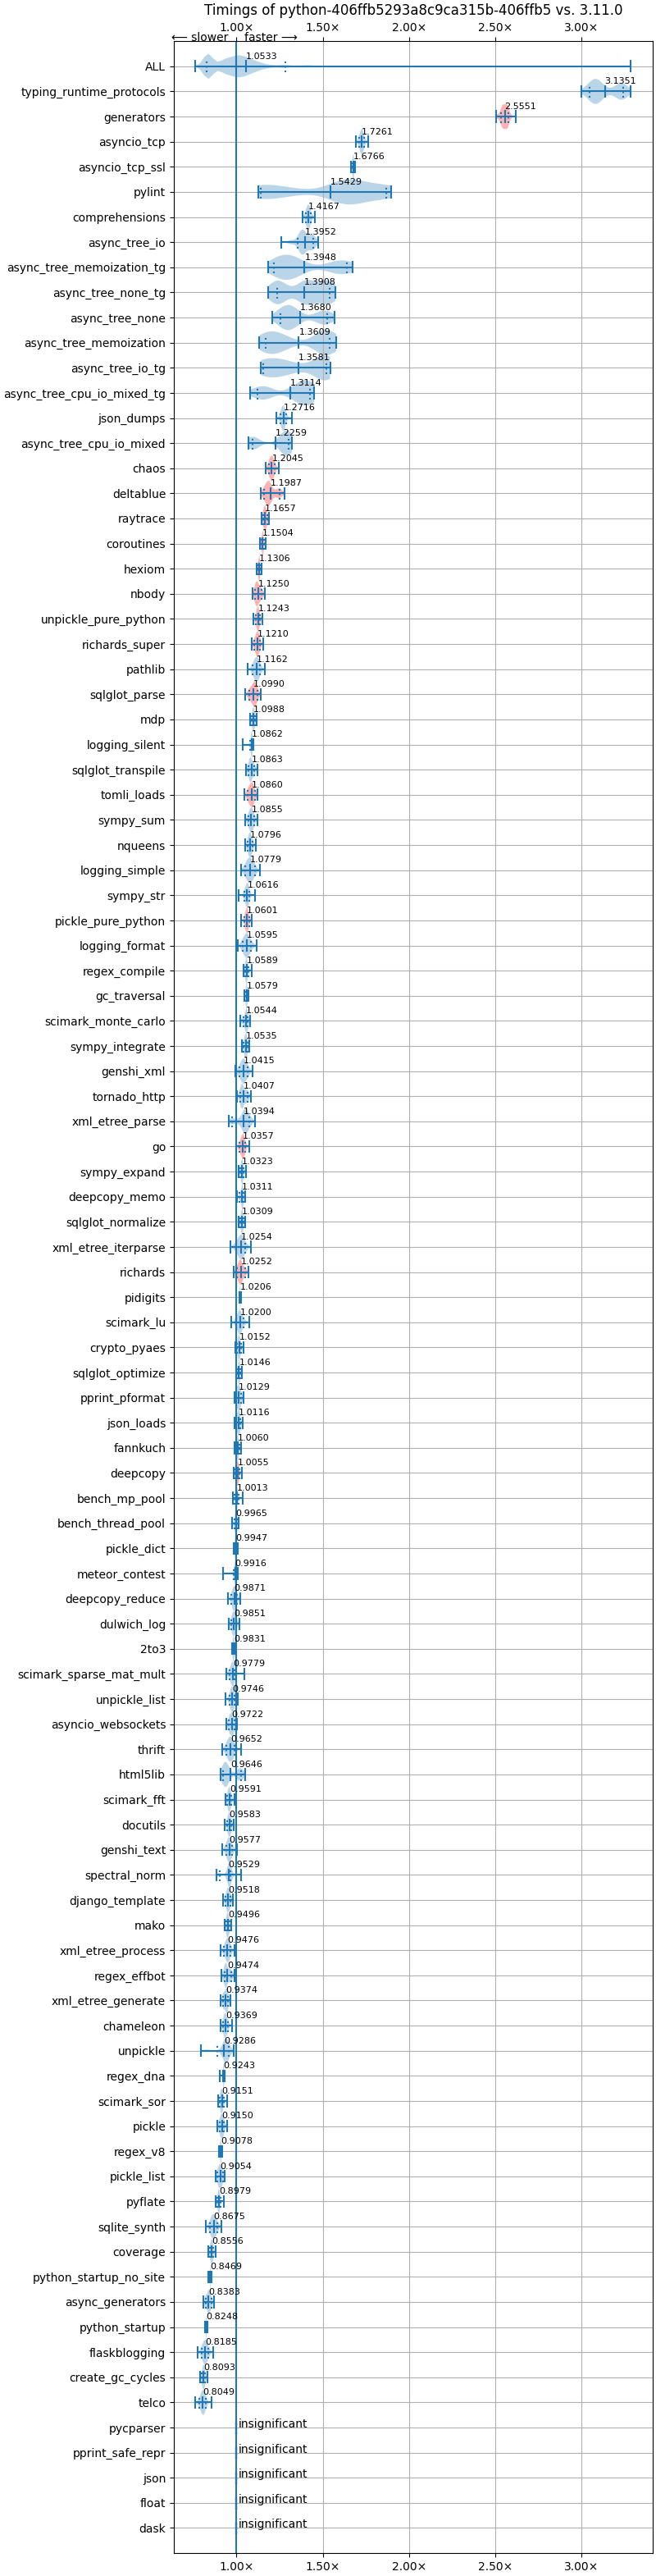 Timings of python-406ffb5293a8c9ca315b-406ffb5 vs. 3.11.0
1.00× 1.50× 2.00× 2.50× 3.00×
⟵ slower faster ⟶
ALL 1.0533
typing_runtime_protocols 3.1351
generators 2.5551
asyncio_tcp 1.7261
asyncio_tcp_ssl 1.6766
pylint 1.5429
comprehensions 1.4167
async_tree_io 1.3952
async_tree_memoization_tg 1.3948
async_tree_none_tg 1.3908
async_tree_none 1.3680
async_tree_memoization 1.3609
async_tree_io_tg 1.3581
async_tree_cpu_io_mixed_tg 1.3114
json_dumps 1.2716
async_tree_cpu_io_mixed 1.2259
chaos 1.2045
deltablue 1.1987
raytrace 1.1657
coroutines 1.1504
hexiom 1.1306
nbody 1.1250
unpickle_pure_python 1.1243
richards_super 1.1210
pathlib 1.1162
sqlglot_parse 1.0990
mdp 1.0988
logging_silent 1.0862
sqlglot_transpile 1.0863
tomli_loads 1.0860
sympy_sum 1.0855
nqueens 1.0796
logging_simple 1.0779
sympy_str 1.0616
pickle_pure_python 1.0601
logging_format 1.0595
regex_compile 1.0589
gc_traversal 1.0579
scimark_monte_carlo 1.0544
sympy_integrate 1.0535
genshi_xml 1.0415
tornado_http 1.0407
xml_etree_parse 1.0394
go 1.0357
sympy_expand 1.0323
deepcopy_memo 1.0311
sqlglot_normalize 1.0309
xml_etree_iterparse 1.0254
richards 1.0252
pidigits 1.0206
scimark_lu 1.0200
crypto_pyaes 1.0152
sqlglot_optimize 1.0146
pprint_pformat 1.0129
json_loads 1.0116
fannkuch 1.0060
deepcopy 1.0055
bench_mp_pool 1.0013
bench_thread_pool 0.9965
pickle_dict 0.9947
meteor_contest 0.9916
deepcopy_reduce 0.9871
dulwich_log 0.9851
2to3 0.9831
scimark_sparse_mat_mult 0.9779
unpickle_list 0.9746
asyncio_websockets 0.9722
thrift 0.9652
html5lib 0.9646
scimark_fft 0.9591
docutils 0.9583
genshi_text 0.9577
spectral_norm 0.9529
django_template 0.9518
mako 0.9496
xml_etree_process 0.9476
regex_effbot 0.9474
xml_etree_generate 0.9374
chameleon 0.9369
unpickle 0.9286
regex_dna 0.9243
scimark_sor 0.9151
pickle 0.9150
regex_v8 0.9078
pickle_list 0.9054
pyflate 0.8979
sqlite_synth 0.8675
coverage 0.8556
python_startup_no_site 0.8469
async_generators 0.8383
python_startup 0.8248
flaskblogging 0.8185
create_gc_cycles 0.8093
telco 0.8049
pycparser insignificant
pprint_safe_repr insignificant
json insignificant
float insignificant
dask insignificant
1.00× 1.50× 2.00× 2.50× 3.00×